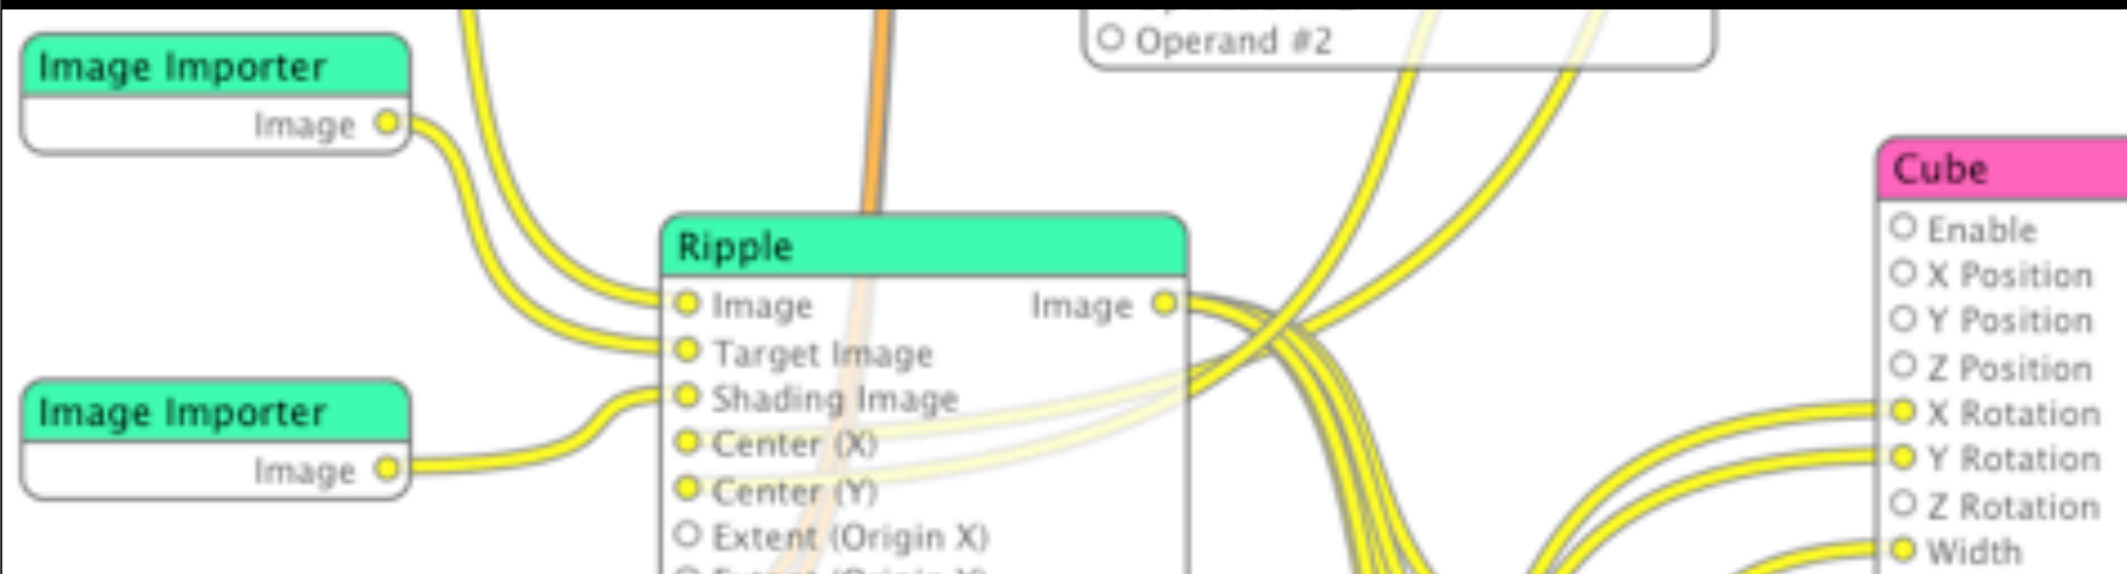 Operand #2
Image Importer
Image
Ripple
Image
Image
Target Image
Shading Image
Center (X)
Center (Y)
Extent (Origin X)
Image Importer
Image
Cube
Enable
X Position
Y Position
Z Position
X Rotation
Y Rotation
Z Rotation
Width